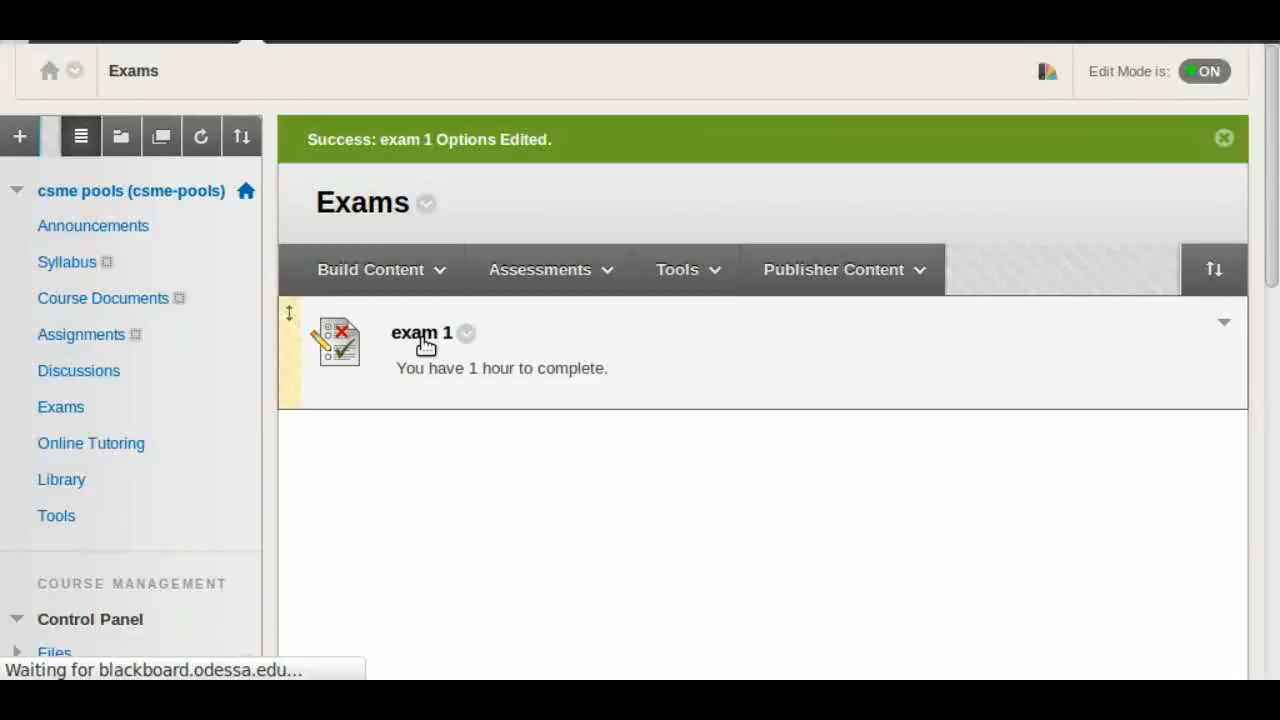 Exams
Edit Mode is: ON
Success: exam 1 Options Edited.
csme pools (csme-pools)
Announcements
Syllabus
Course Documents
Assignments
Discussions
Exams
Online Tutoring
Library
Tools
COURSE MANAGEMENT
Control Panel
Files
Exams
Build Content
Assessments
Tools
Publisher Content
exam 1
You have 1 hour to complete.
Waiting for blackboard.odessa.edu...